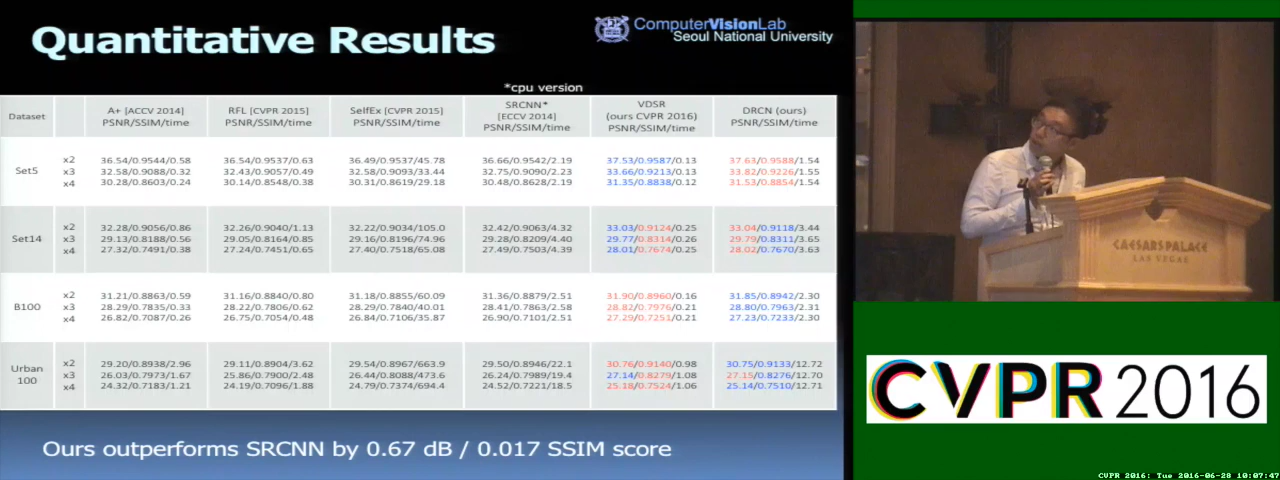 Quantitative Results
ComputerVisionLab
Seoul National University
*cpu version
Dataset A+ [ACCV 2014] PSNR/SSIM/time RFL [CVPR 2015] PSNR/SSIM/time SelfEx [CVPR 2015] PSNR/SSIM/time SRCNN* [ECCV 2014] PSNR/SSIM/time VDSR (ours CVPR 2016) PSNR/SSIM/time DRCN (ours) PSNR/SSIM/time
Set5
x2 36.54/0.9544/0.58 36.54/0.9537/0.63 36.49/0.9537/45.78 36.66/0.9542/2.19 37.53/0.9587/0.13 37.63/0.9588/1.54
x3 32.58/0.9088/0.32 32.43/0.9057/0.49 32.58/0.9093/33.44 32.75/0.9090/2.23 33.66/0.9213/0.13 33.82/0.9226/1.55
x4 30.28/0.8603/0.24 30.14/0.8548/0.38 30.31/0.8619/29.18 30.48/0.8628/2.19 31.35/0.8838/0.12 31.53/0.8854/1.54
Set14
x2 32.28/0.9056/0.86 32.26/0.9040/1.13 32.22/0.9034/105.0 32.42/0.9063/4.32 33.03/0.9124/0.25 33.04/0.9118/3.44
x3 29.13/0.8188/0.56 29.05/0.8164/0.85 29.16/0.8196/74.96 29.28/0.8209/4.40 29.77/0.8314/0.26 29.79/0.8311/3.65
x4 27.32/0.7491/0.38 27.24/0.7451/0.65 27.40/0.7518/65.08 27.49/0.7503/4.39 28.01/0.7674/0.25 28.02/0.7670/3.63
B100
x2 31.21/0.8863/0.59 31.16/0.8840/0.80 31.18/0.8855/60.09 31.36/0.8879/2.51 31.90/0.8960/0.16 31.85/0.8942/2.30
x3 28.29/0.7835/0.33 28.22/0.7806/0.62 28.29/0.7840/40.01 28.41/0.7863/2.58 28.82/0.7976/0.21 28.80/0.7963/2.31
x4 26.82/0.7087/0.26 26.75/0.7054/0.48 26.84/0.7106/35.87 26.90/0.7101/2.51 27.29/0.7251/0.21 27.23/0.7233/2.30
Urban 100
x2 29.20/0.8938/2.96 29.11/0.8904/3.62 29.54/0.8967/663.9 29.50/0.8946/22.1 30.76/0.9140/0.98 30.75/0.9133/12.72
x3 26.03/0.7973/1.67 25.86/0.7900/2.48 26.44/0.8088/473.6 26.24/0.7989/19.4 27.14/0.8279/1.08 27.15/0.8276/12.70
x4 24.32/0.7183/1.21 24.19/0.7096/1.88 24.79/0.7374/694.4 24.52/0.7221/18.5 25.18/0.7524/1.06 25.14/0.7510/12.71
Ours outperforms SRCNN by 0.67 dB / 0.017 SSIM score
CAESARS PALACE
LAS VEGAS
CVPR 2016
CVPR 2016: Tue 2016-06-28 10:07:47